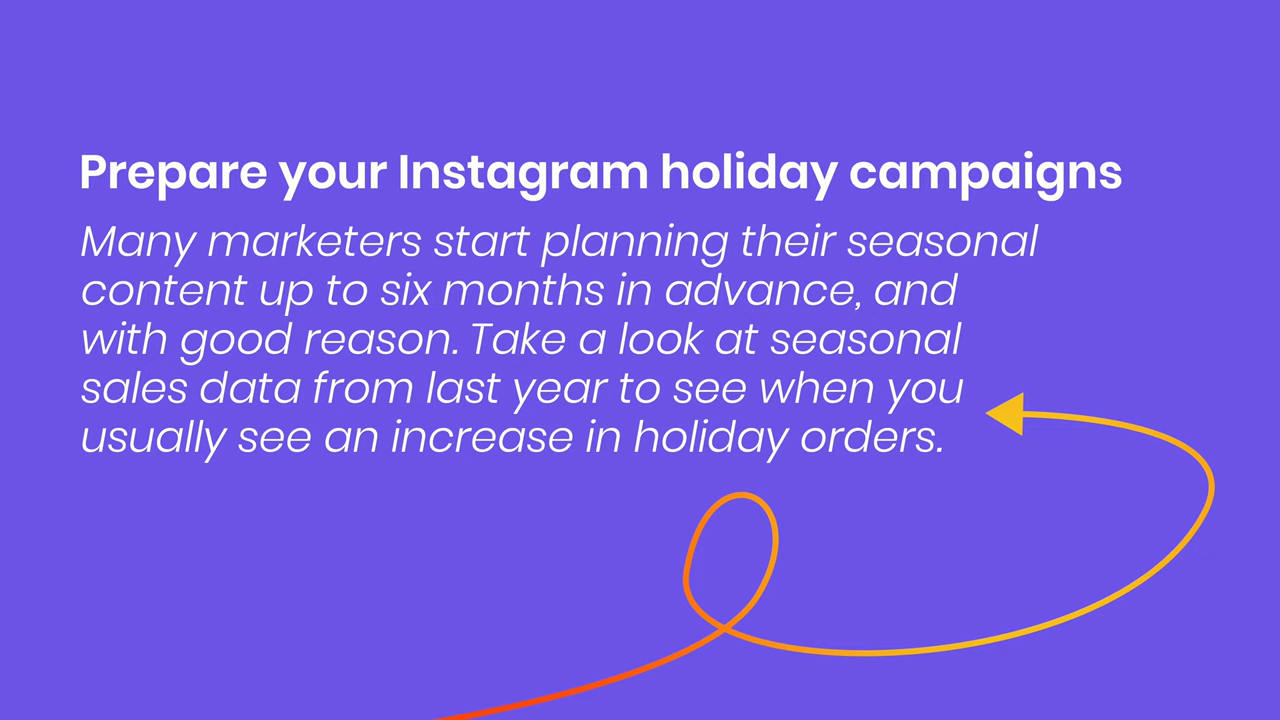 Prepare your Instagram holiday campaigns
Many marketers start planning their seasonal
content up to six months in advance, and
with good reason. Take a look at seasonal
sales data from last year to see when you
usually see an increase in holiday orders.